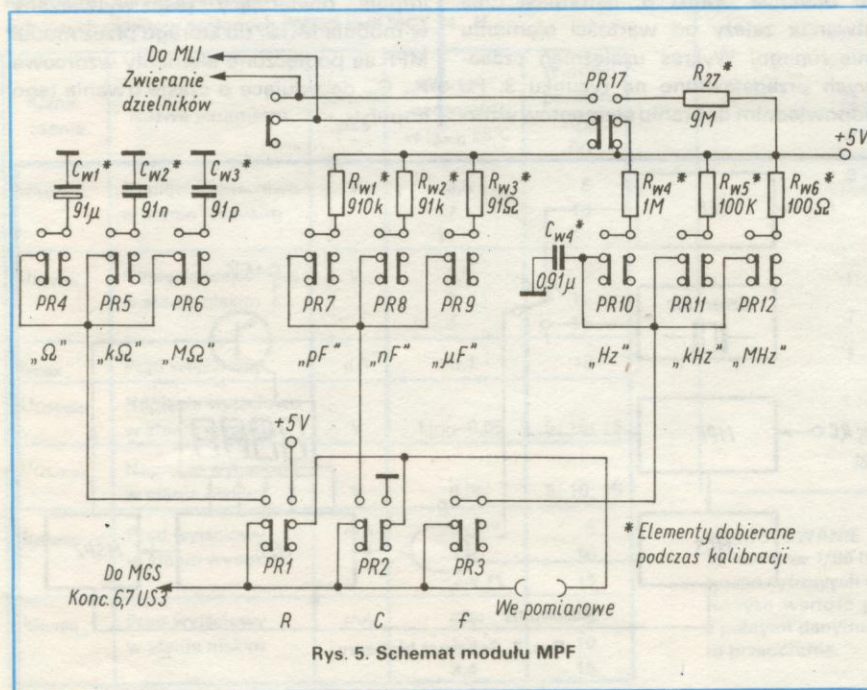 Do MLI
Zwieranie
dzielników
PR17
R27*
9M
+5V
Cw1*
91µ
Cw2*
91n
Cw3*
91p
Rw1*
910k
Rw2*
91k
Rw3*
91Ω
Rw4*
1M
Rw5*
100K
Rw6*
100Ω
Cw4*
0,91µ
PR4
PR5
PR6
PR7
PR8
PR9
PR10
PR11
PR12
„Ω"
„kΩ"
„MΩ"
„pF"
„nF"
„µF"
„Hz"
„kHz"
„MHz"
+5V
PR1
PR2
PR3
* Elementy dobierane
podczas kalibracji
Do MGS
Konc. 6,7 US3
We pomiarowe
R
C
f
Rys. 5. Schemat modułu MPF